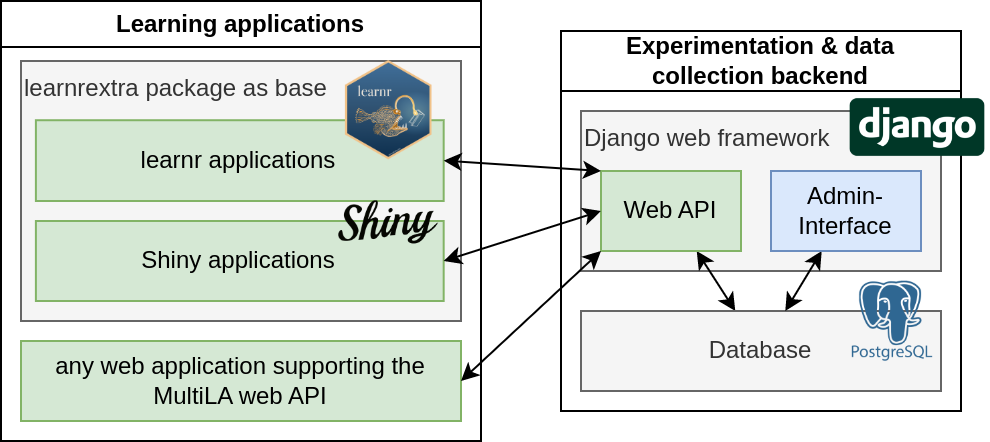 Learning applications
learnrextra package as base
learnr
learnr applications
Shiny
Shiny applications
any web application supporting the
MultiLA web API
Experimentation & data
collection backend
django
Django web framework
Web API
Admin-
Interface
Database
PostgreSQL